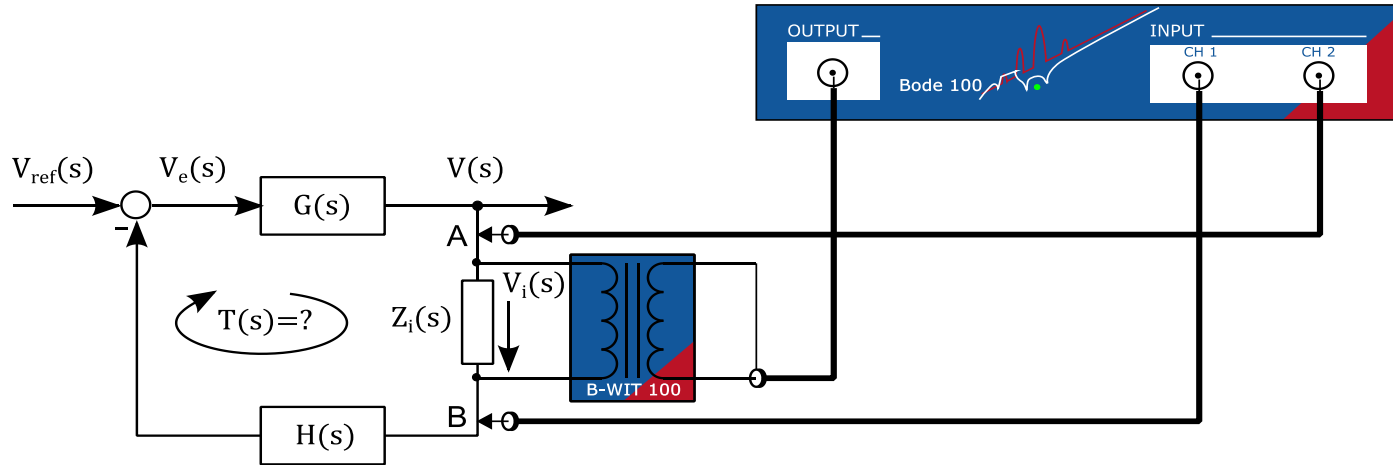 OUTPUT
INPUT
CH 1
CH 2
Bode 100
Vref(s)
Ve(s)
G(s)
V(s)
-
A
Vi(s)
Zi(s)
T(s)=?
B-WIT 100
B
H(s)